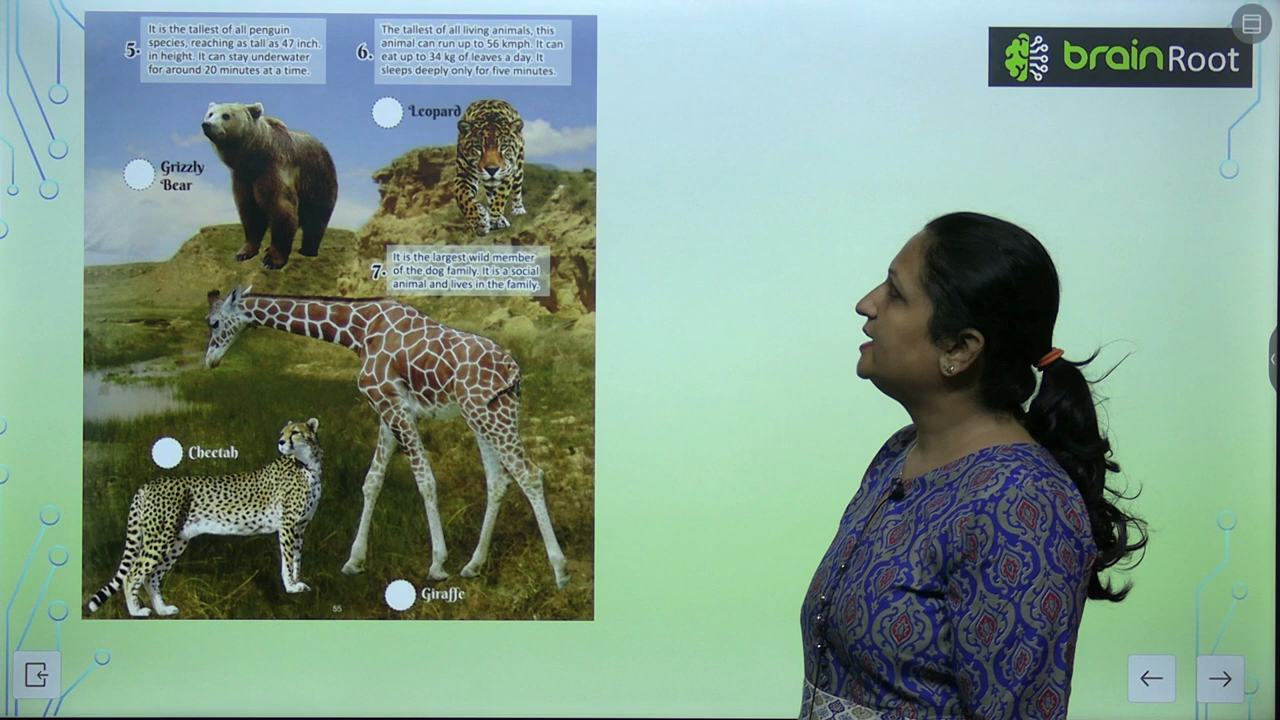 5. It is the tallest of all penguin
species, reaching as tall as 47 inch.
in height. It can stay underwater
for around 20 minutes at a time.
6. The tallest of all living animals, this
animal can run up to 56 kmph. It can
eat up to 34 kg of leaves a day. It
sleeps deeply only for five minutes.
Leopard
Grizzly
Bear
7. It is the largest wild member
of the dog family. It is a social
animal and lives in the family.
Cheetah
Giraffe
55
brainRoot